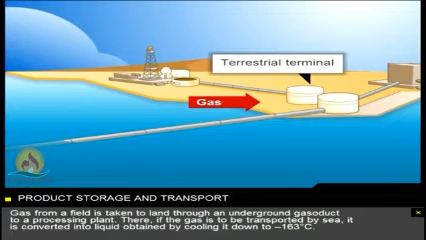 Terrestrial terminal
Gas
PRODUCT STORAGE AND TRANSPORT
Gas from a field is taken to land through an underground gasoduct
to a processing plant. There, if the gas is to be transported by sea, it
is converted into liquid obtained by cooling it down to –163°C.